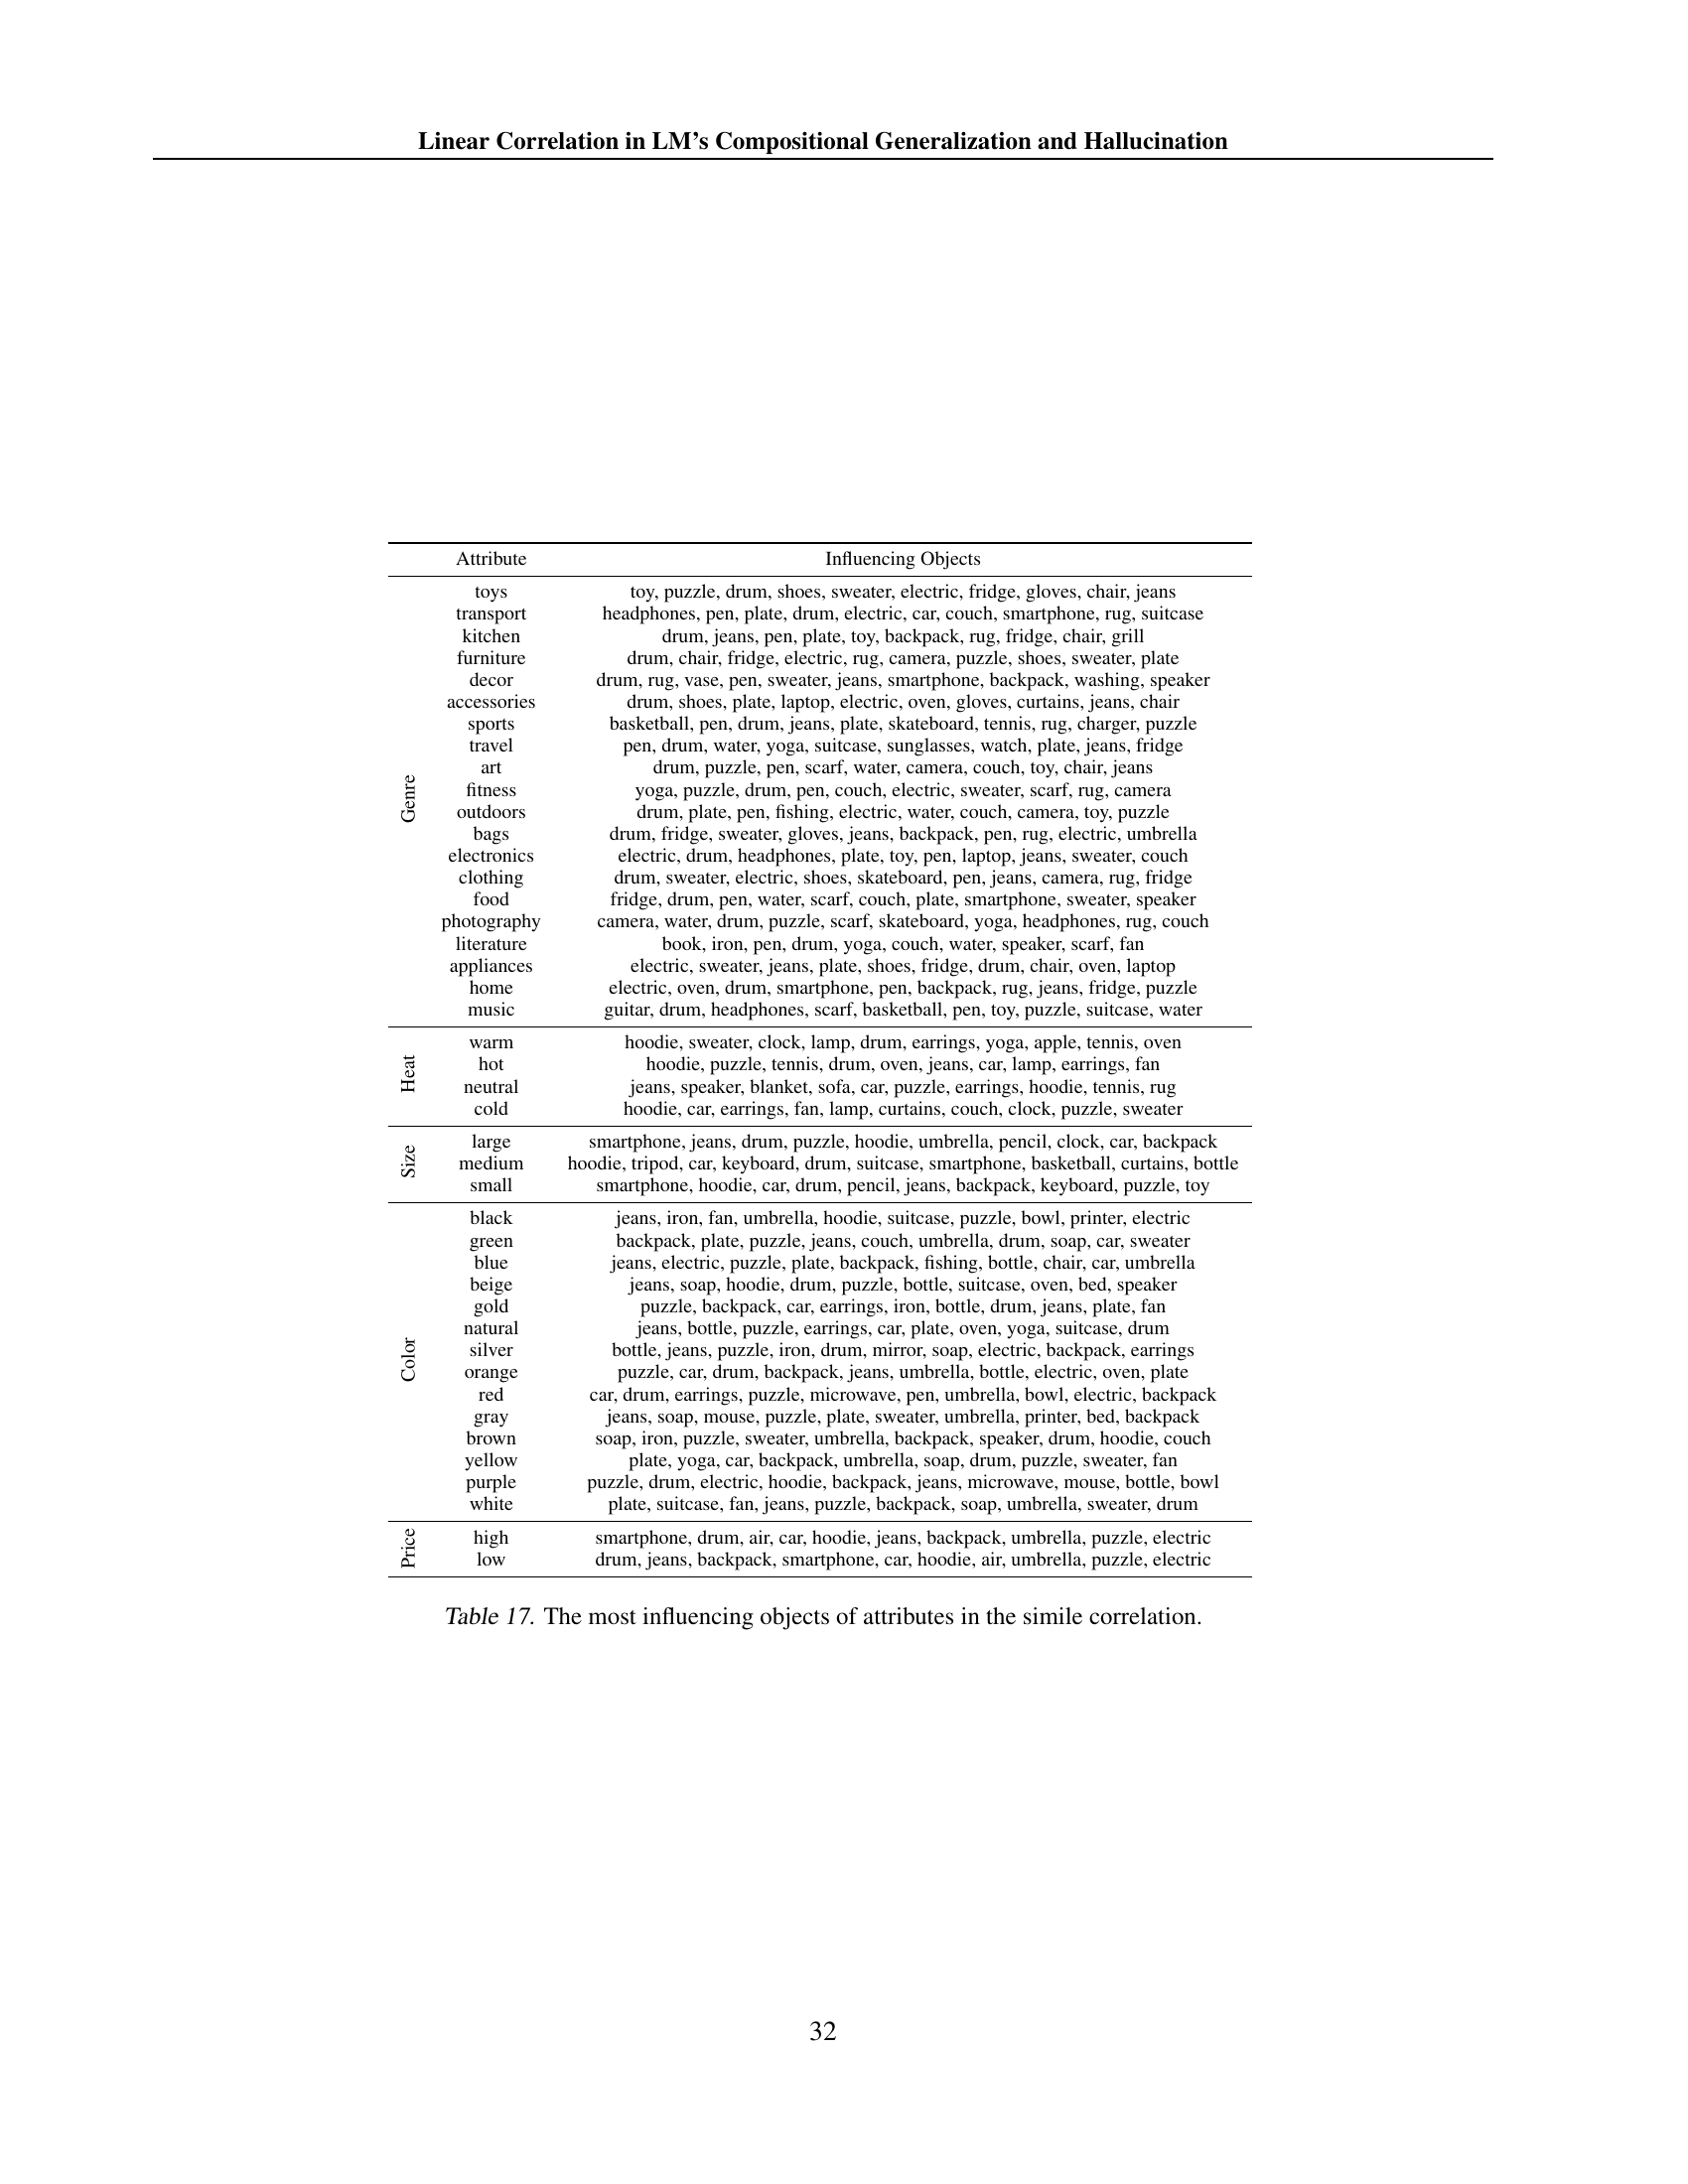 Linear Correlation in LM's Compositional Generalization and Hallucination
Attribute Influencing Objects
Genre
toys toy, puzzle, drum, shoes, sweater, electric, fridge, gloves, chair, jeans
transport headphones, pen, plate, drum, electric, car, couch, smartphone, rug, suitcase
kitchen drum, jeans, pen, plate, toy, backpack, rug, fridge, chair, grill
furniture drum, chair, fridge, electric, rug, camera, puzzle, shoes, sweater, plate
decor drum, rug, vase, pen, sweater, jeans, smartphone, backpack, washing, speaker
accessories drum, shoes, plate, laptop, electric, oven, gloves, curtains, jeans, chair
sports basketball, pen, drum, jeans, plate, skateboard, tennis, rug, charger, puzzle
travel pen, drum, water, yoga, suitcase, sunglasses, watch, plate, jeans, fridge
art drum, puzzle, pen, scarf, water, camera, couch, toy, chair, jeans
fitness yoga, puzzle, drum, pen, couch, electric, sweater, scarf, rug, camera
outdoors drum, plate, pen, fishing, electric, water, couch, camera, toy, puzzle
bags drum, fridge, sweater, gloves, jeans, backpack, pen, rug, electric, umbrella
electronics electric, drum, headphones, plate, toy, pen, laptop, jeans, sweater, couch
clothing drum, sweater, electric, shoes, skateboard, pen, jeans, camera, rug, fridge
food fridge, drum, pen, water, scarf, couch, plate, smartphone, sweater, speaker
photography camera, water, drum, puzzle, scarf, skateboard, yoga, headphones, rug, couch
literature book, iron, pen, drum, yoga, couch, water, speaker, scarf, fan
appliances electric, sweater, jeans, plate, shoes, fridge, drum, chair, oven, laptop
home electric, oven, drum, smartphone, pen, backpack, rug, jeans, fridge, puzzle
music guitar, drum, headphones, scarf, basketball, pen, toy, puzzle, suitcase, water
Heat
warm hoodie, sweater, clock, lamp, drum, earrings, yoga, apple, tennis, oven
hot hoodie, puzzle, tennis, drum, oven, jeans, car, lamp, earrings, fan
neutral jeans, speaker, blanket, sofa, car, puzzle, earrings, hoodie, tennis, rug
cold hoodie, car, earrings, fan, lamp, curtains, couch, clock, puzzle, sweater
Size
large smartphone, jeans, drum, puzzle, hoodie, umbrella, pencil, clock, car, backpack
medium hoodie, tripod, car, keyboard, drum, suitcase, smartphone, basketball, curtains, bottle
small smartphone, hoodie, car, drum, pencil, jeans, backpack, keyboard, puzzle, toy
Color
black jeans, iron, fan, umbrella, hoodie, suitcase, puzzle, bowl, printer, electric
green backpack, plate, puzzle, jeans, couch, umbrella, drum, soap, car, sweater
blue jeans, electric, puzzle, plate, backpack, fishing, bottle, chair, car, umbrella
beige jeans, soap, hoodie, drum, puzzle, bottle, suitcase, oven, bed, speaker
gold puzzle, backpack, car, earrings, iron, bottle, drum, jeans, plate, fan
natural jeans, bottle, puzzle, earrings, car, plate, oven, yoga, suitcase, drum
silver bottle, jeans, puzzle, iron, drum, mirror, soap, electric, backpack, earrings
orange puzzle, car, drum, backpack, jeans, umbrella, bottle, electric, oven, plate
red car, drum, earrings, puzzle, microwave, pen, umbrella, bowl, electric, backpack
gray jeans, soap, mouse, puzzle, plate, sweater, umbrella, printer, bed, backpack
brown soap, iron, puzzle, sweater, umbrella, backpack, speaker, drum, hoodie, couch
yellow plate, yoga, car, backpack, umbrella, soap, drum, puzzle, sweater, fan
purple puzzle, drum, electric, hoodie, backpack, jeans, microwave, mouse, bottle, bowl
white plate, suitcase, fan, jeans, puzzle, backpack, soap, umbrella, sweater, drum
Price
high smartphone, drum, air, car, hoodie, jeans, backpack, umbrella, puzzle, electric
low drum, jeans, backpack, smartphone, car, hoodie, air, umbrella, puzzle, electric
Table 17. The most influencing objects of attributes in the simile correlation.
32